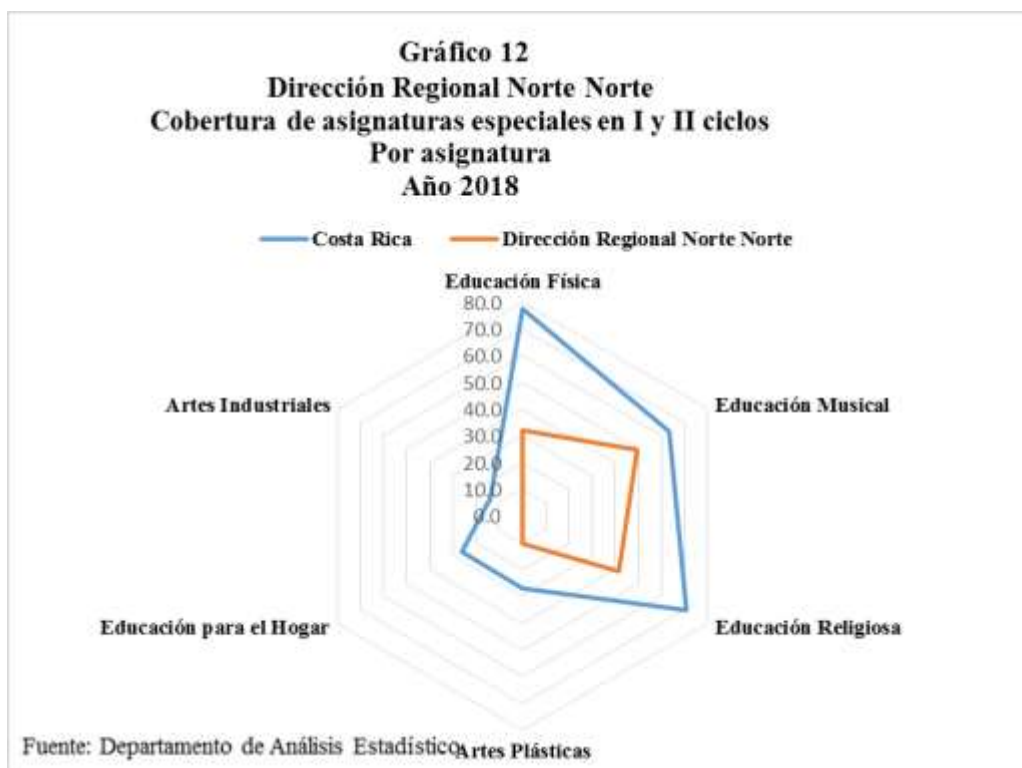 Gráfico 12
Dirección Regional Norte Norte
Cobertura de asignaturas especiales en I y II ciclos
Por asignatura
Año 2018
Costa Rica
Dirección Regional Norte Norte
Educación Física
80.0
70.0
60.0
50.0
40.0
30.0
20.0
10.0
0.0
Artes Industriales
Educación Musical
Educación para el Hogar
Educación Religiosa
Fuente: Departamento de Análisis Estadístico
Artes Plásticas